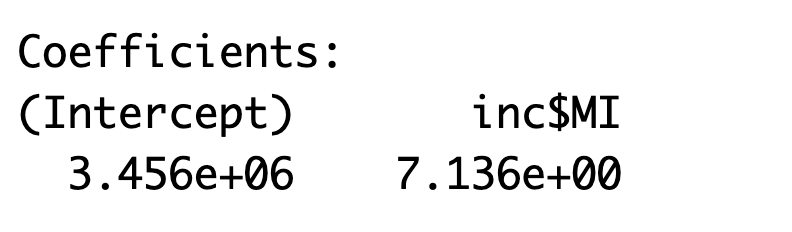 Coefficients:
(Intercept) inc$MI
3.456e+06 7.136e+00